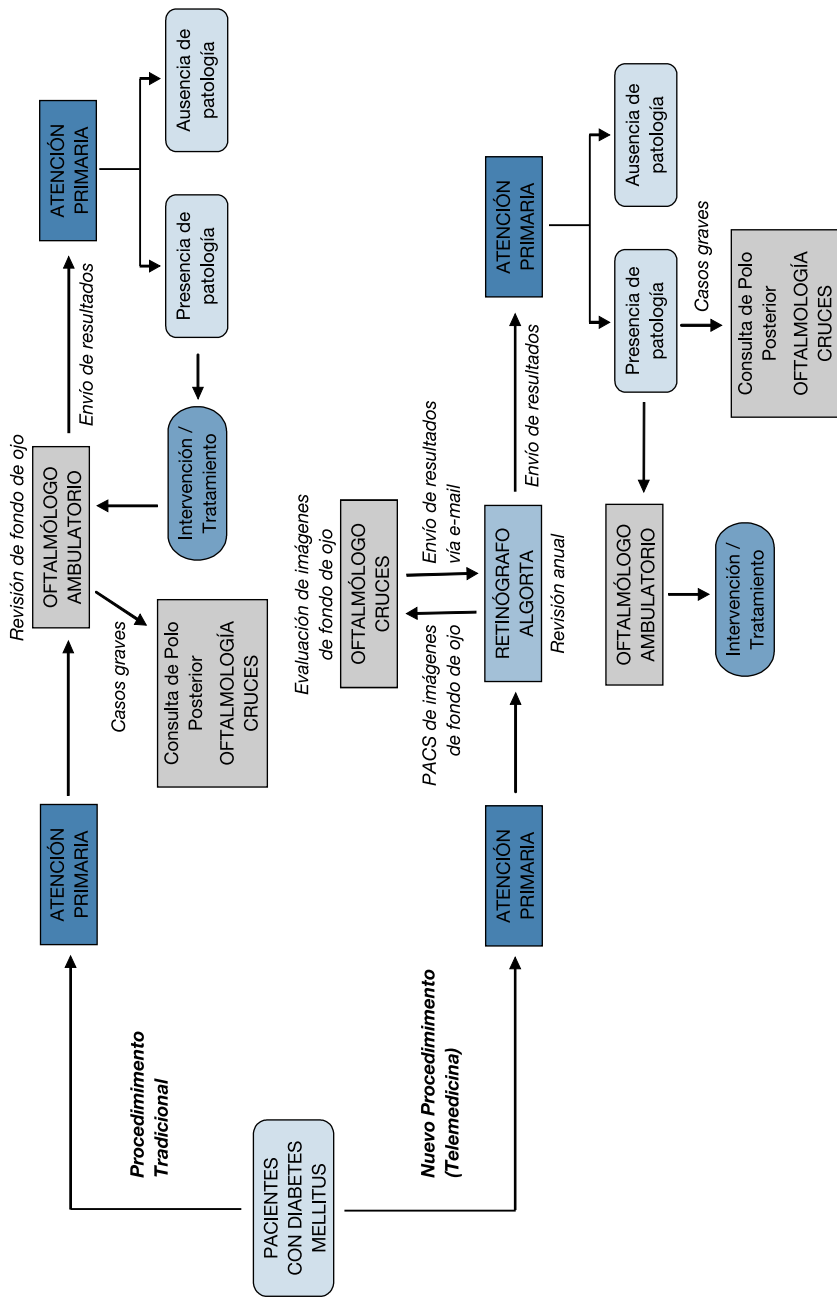 PACIENTES
CON DIABETES
MELLITUS
Procedimimento
Tradicional
ATENCIÓN
PRIMARIA
Revisión de fondo de ojo
OFTALMÓLOGO
AMBULATORIO
Casos graves
Consulta de Polo
Posterior
OFTALMOLOGÍA
CRUCES
Envío de resultados
ATENCIÓN
PRIMARIA
Presencia de
patología
Ausencia de
patología
Intervención /
Tratamiento
Nuevo Procedimimento
(Telemedicina)
ATENCIÓN
PRIMARIA
Evaluación de imágenes
de fondo de ojo
OFTALMÓLOGO
CRUCES
PACS de imágenes
de fondo de ojo
Envío de resultados
vía e-mail
RETINÓGRAFO
ALGORTA
Revisión anual
Envío de resultados
ATENCIÓN
PRIMARIA
Presencia de
patología
Ausencia de
patología
Casos graves
Consulta de Polo
Posterior
OFTALMOLOGÍA
CRUCES
OFTALMÓLOGO
AMBULATORIO
Intervención /
Tratamiento